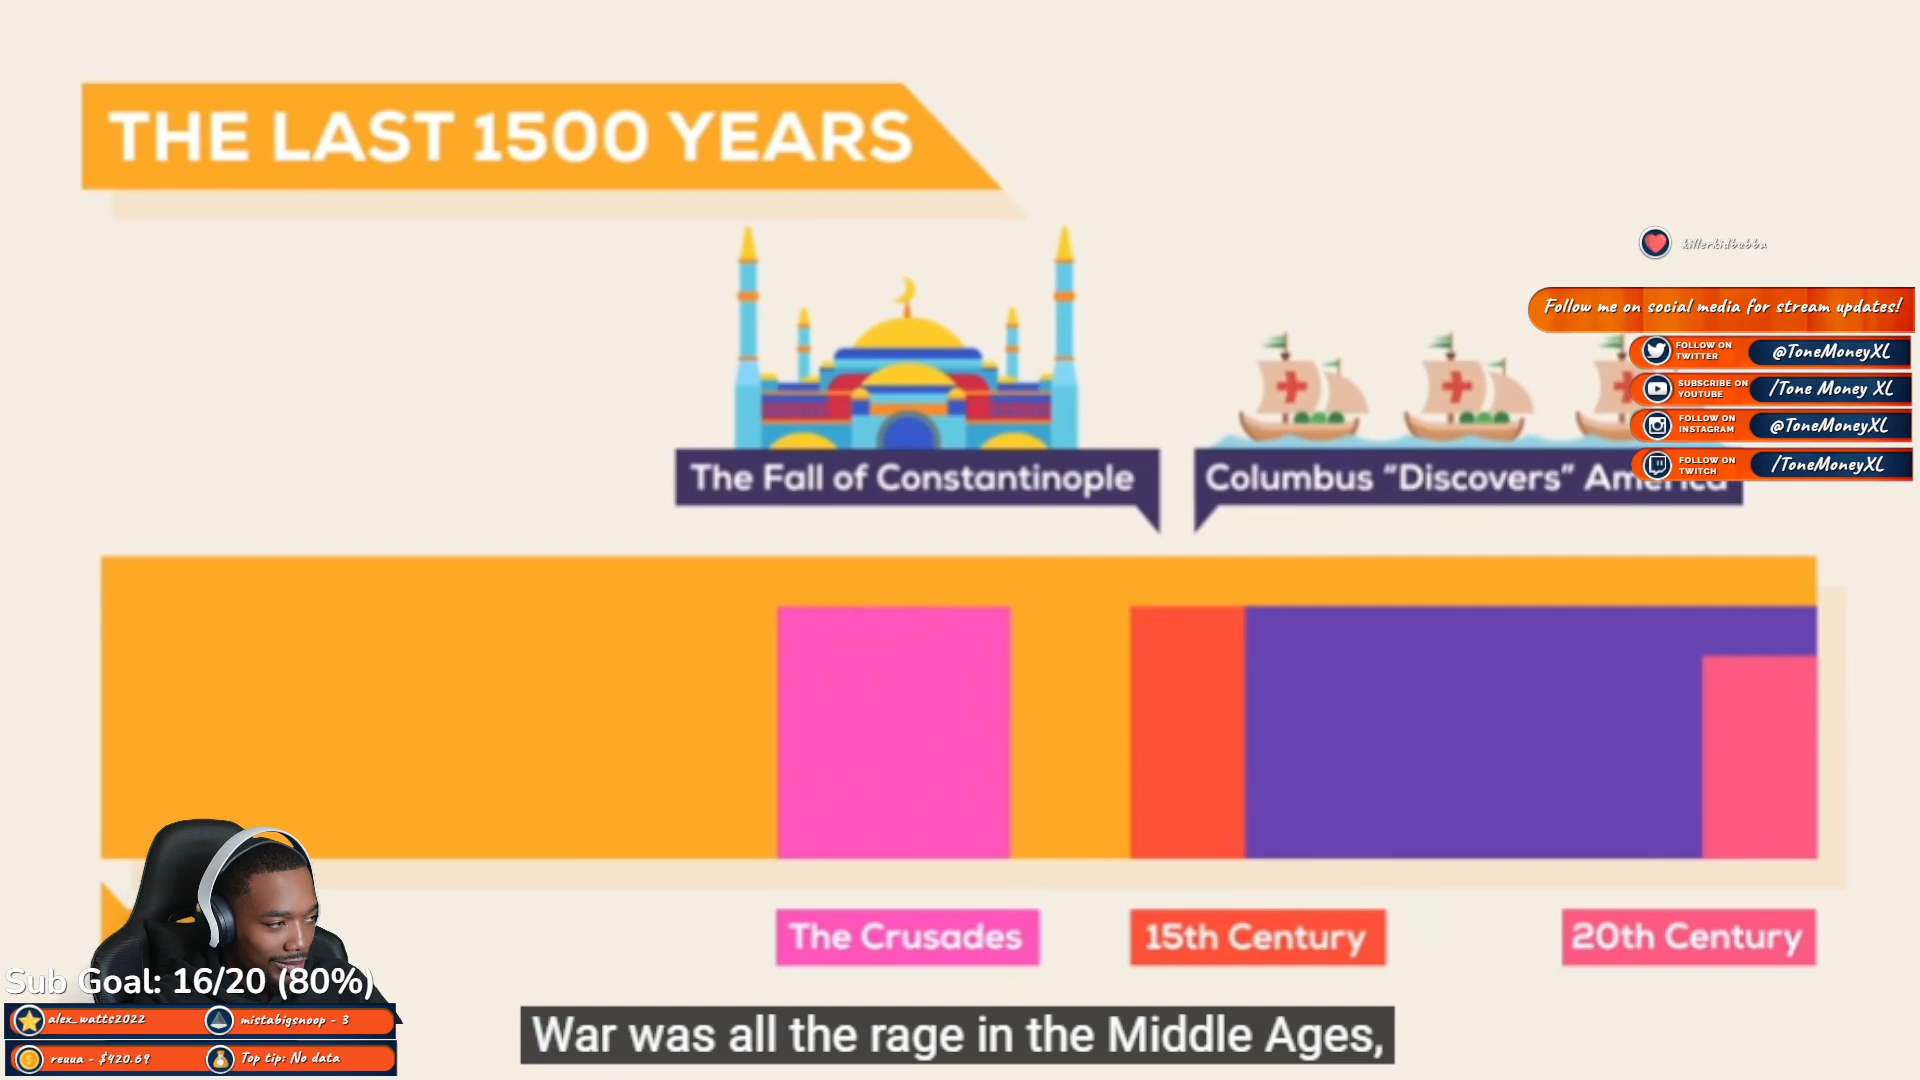 THE LAST 1500 YEARS
killerkidbubba
Follow me on social media for stream updates!
FOLLOW ON TWITTER
@ToneMoneyXL
SUBSCRIBE ON YOUTUBE
/Tone Money XL
FOLLOW ON INSTAGRAM
@ToneMoneyXL
FOLLOW ON TWITCH
/ToneMoneyXL
The Fall of Constantinople
Columbus “Discovers” America
The Crusades
15th Century
20th Century
Sub Goal: 16/20 (80%)
alex_watts2022
mistabigsnoop - 3
reuua - $420.69
Top tip: No data
War was all the rage in the Middle Ages,